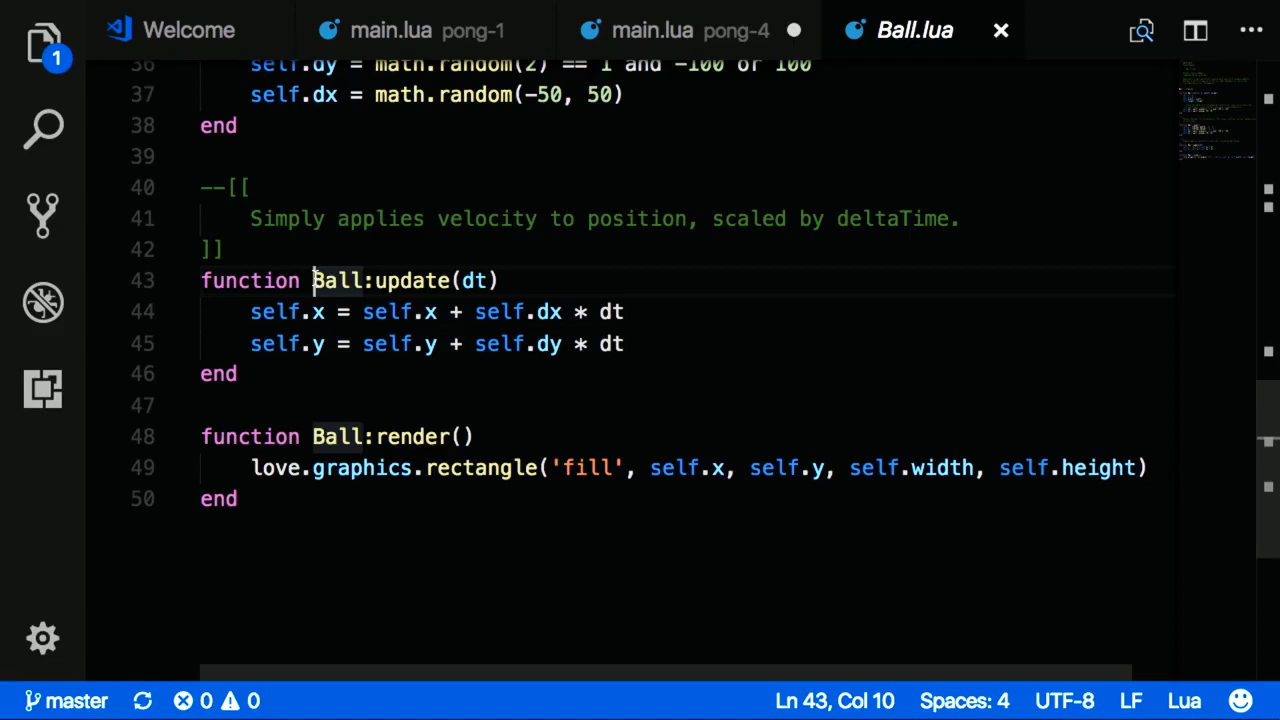 Welcome
main.lua pong-1
main.lua pong-4
Ball.lua
1
36 self.dy = math.random(2) == 1 and -100 or 100
37 self.dx = math.random(-50, 50)
38 end
39
40 --[[
41 Simply applies velocity to position, scaled by deltaTime.
42 ]]
43 function Ball:update(dt)
44 self.x = self.x + self.dx * dt
45 self.y = self.y + self.dy * dt
46 end
47
48 function Ball:render()
49 love.graphics.rectangle('fill', self.x, self.y, self.width, self.height)
50 end
master 0 0 Ln 43, Col 10 Spaces: 4 UTF-8 LF Lua